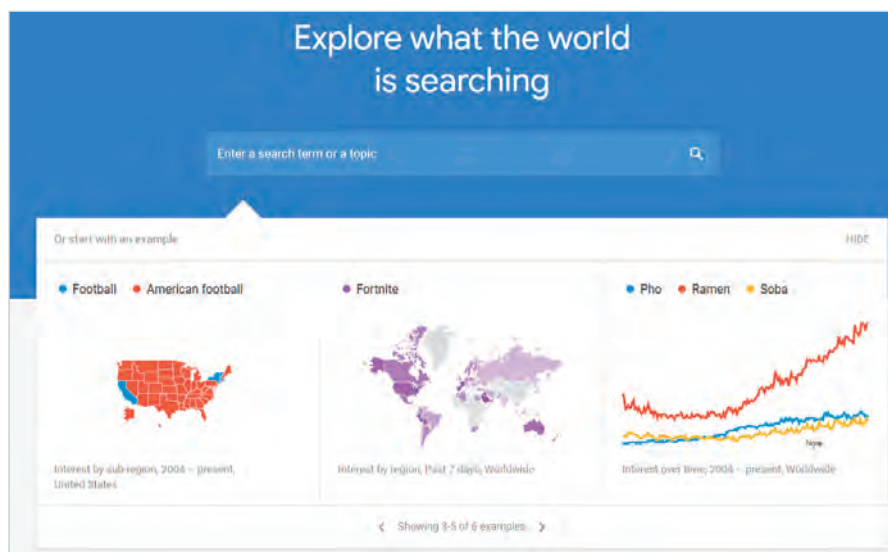 Explore what the world
is searching
Enter a search term or a topic
Or start with an example
HIDE
Football American football
Fortnite
Pho Ramen Soba
Interest by subregion, 2004 – present,
United States
Interest by region, Past 7 days, Worldwide
Note
Interest over time, 2004 – present, Worldwide
Showing 3-5 of 6 examples